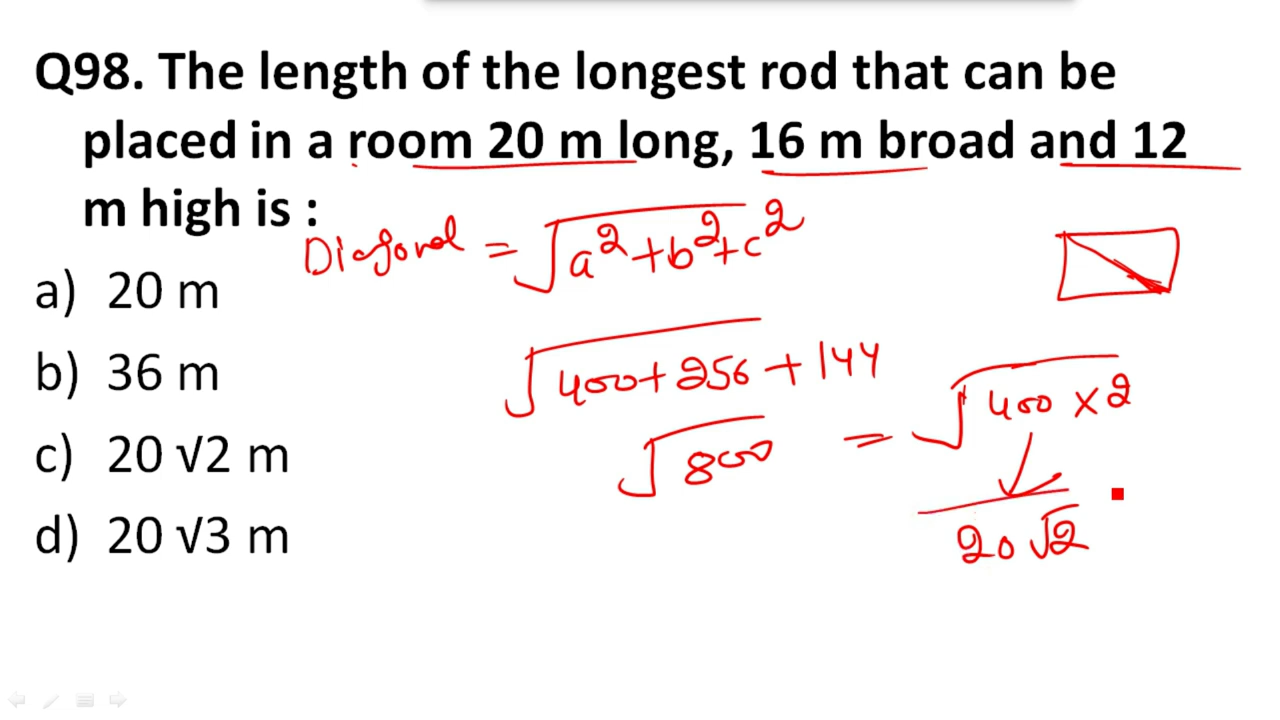 Q98. The length of the longest rod that can be
placed in a room 20 m long, 16 m broad and 12
m high is :
Diagonal = √a²+b²+c²
a) 20 m
b) 36 m
√400+256+144
√800 = √400×2
c) 20 √2 m
d) 20 √3 m
20√2